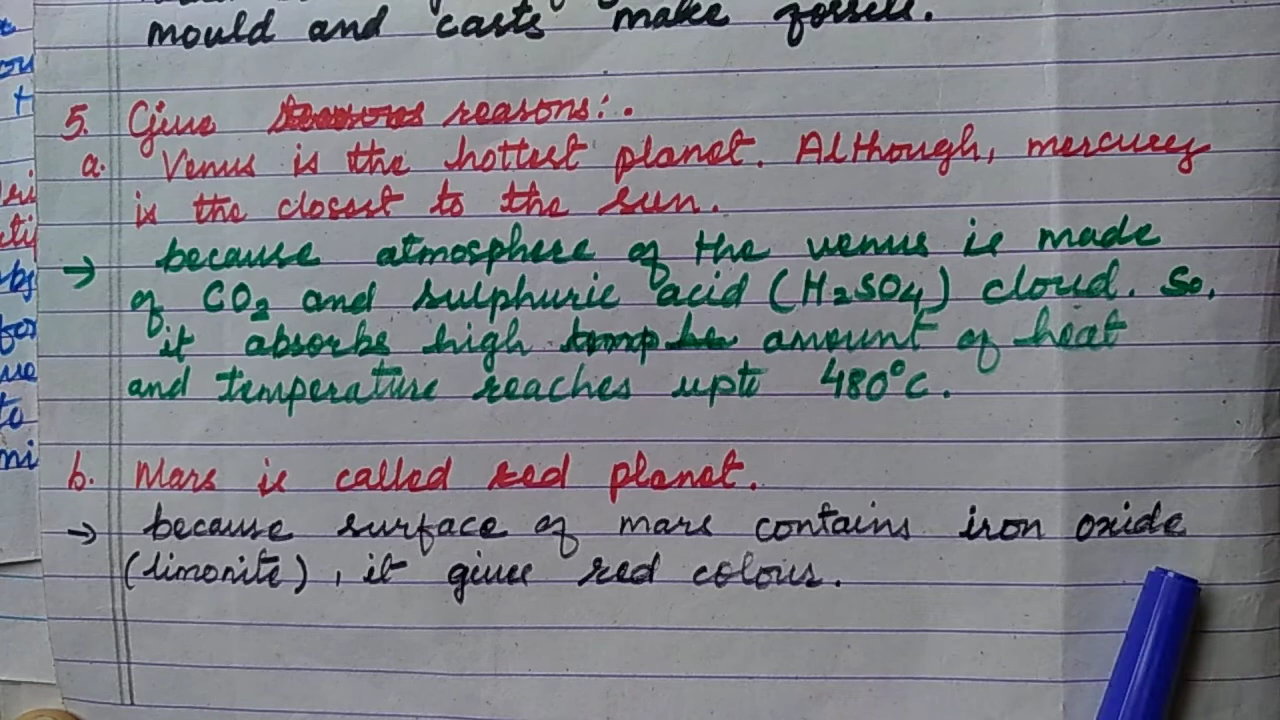 mould and casts make fossils.
5. Give reasons:.
a. Venus is the hottest planet. Although, mercury
is the closest to the sun.
→ because atmosphere of the venus is made
of CO₂ and sulphuric acid (H₂SO₄) cloud. So,
it absorbs high amount of heat
and temperature reaches upto 480°c.
b. Mars is called red planet.
→ because surface of mars contains iron oxide
(limonite), it gives red colour.